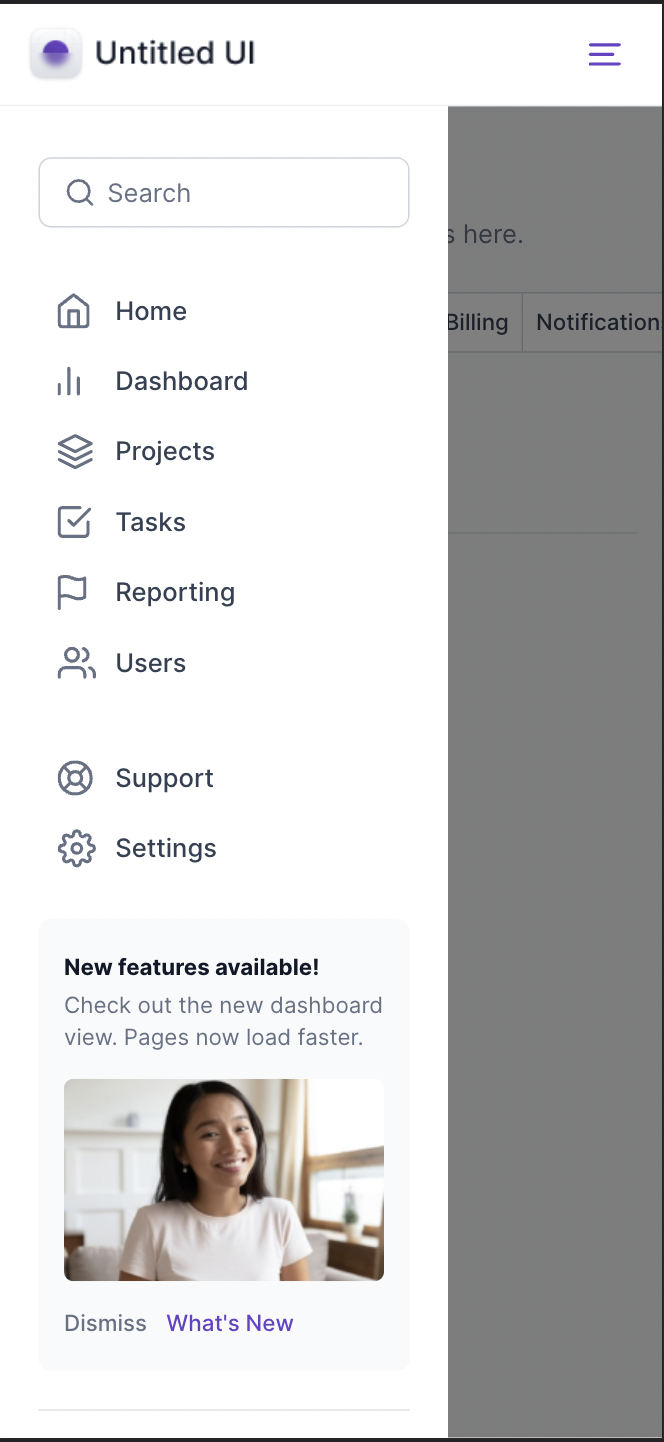 Untitled UI
Search
s here.
Home
Billing
Notification
Dashboard
Projects
Tasks
Reporting
Users
Support
Settings
New features available!
Check out the new dashboard
view. Pages now load faster.
Dismiss What's New